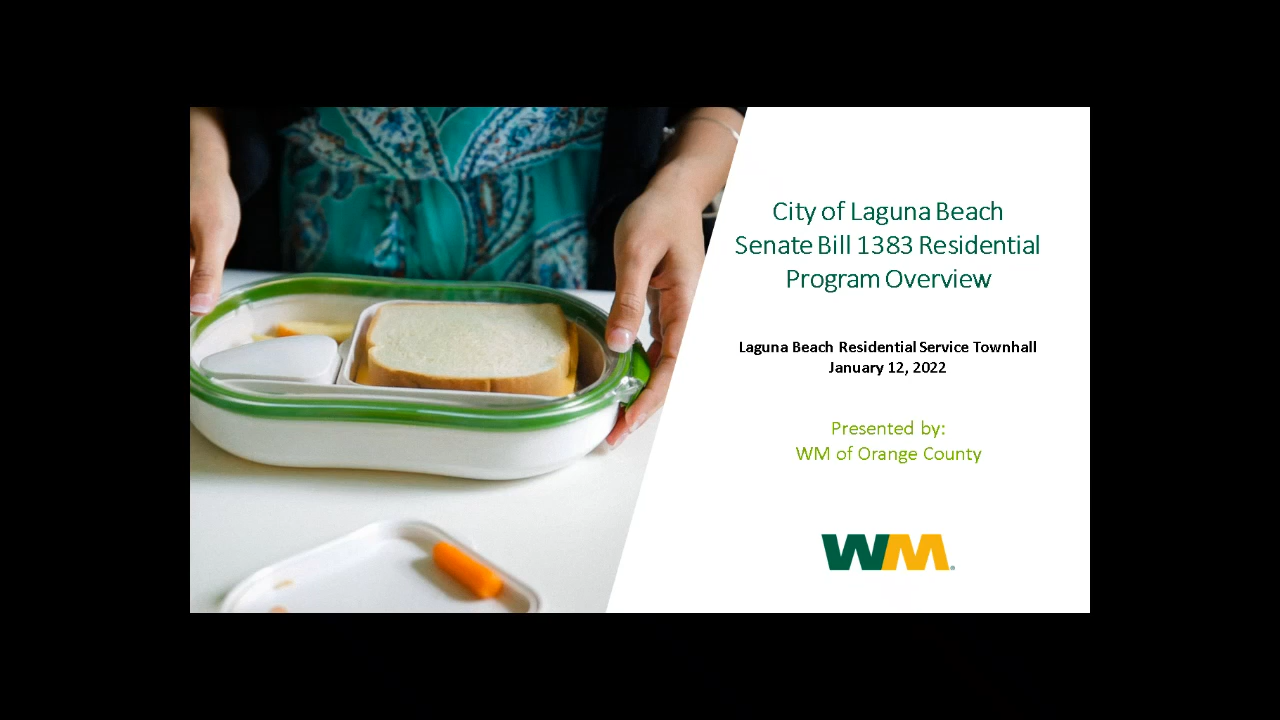 City of Laguna Beach
Senate Bill 1383 Residential
Program Overview
Laguna Beach Residential Service Townhall
January 12, 2022
Presented by:
WM of Orange County
WM